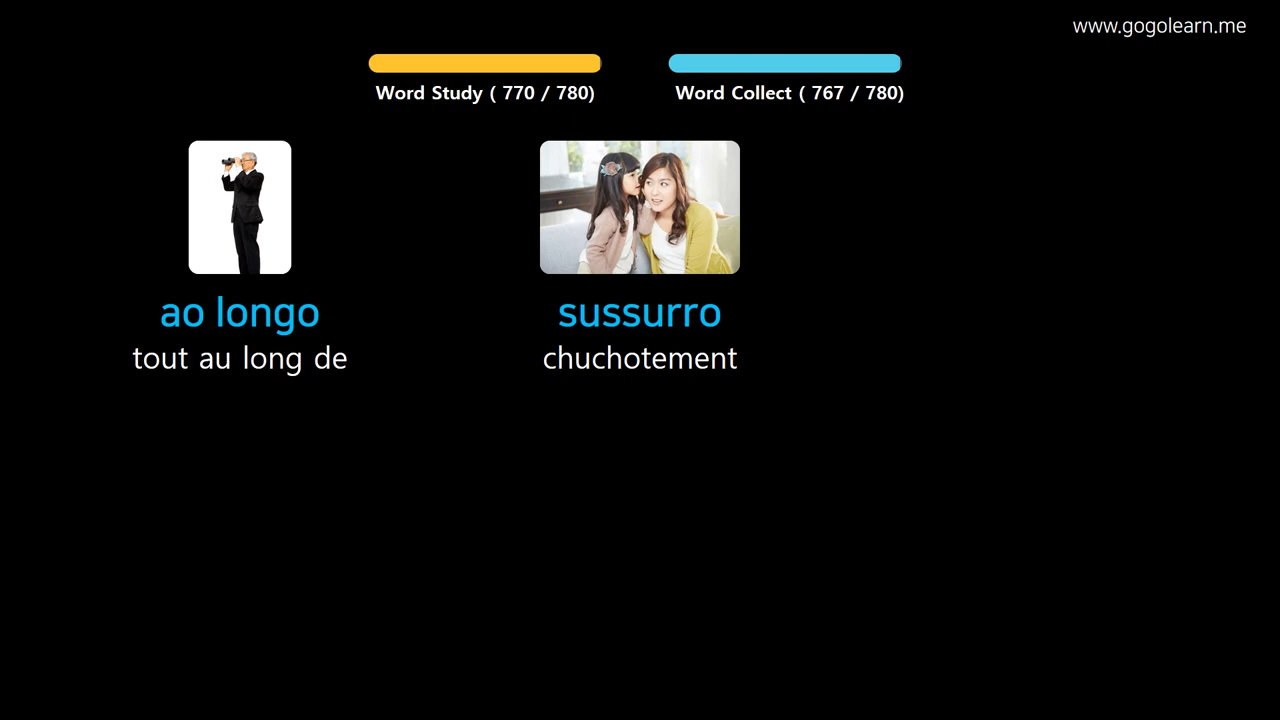 www.gogolearn.me
Word Study ( 770 / 780)
Word Collect ( 767 / 780)
ao longo
tout au long de
sussurro
chuchotement